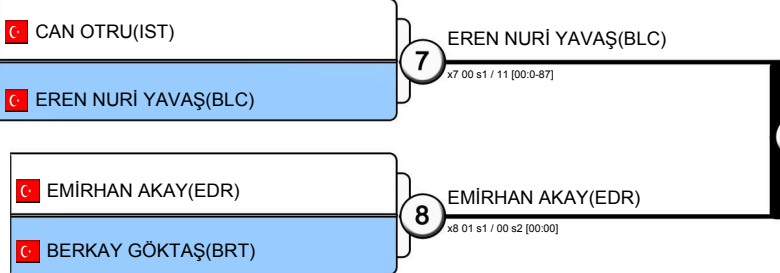 CAN OTRU(IST)
EREN NURİ YAVAŞ(BLC)
7
EREN NURİ YAVAŞ(BLC)
x7 00 s1 / 11 [00:0-87]
EMİRHAN AKAY(EDR)
BERKAY GÖKTAŞ(BRT)
8
EMİRHAN AKAY(EDR)
x8 01 s1 / 00 s2 [00:00]